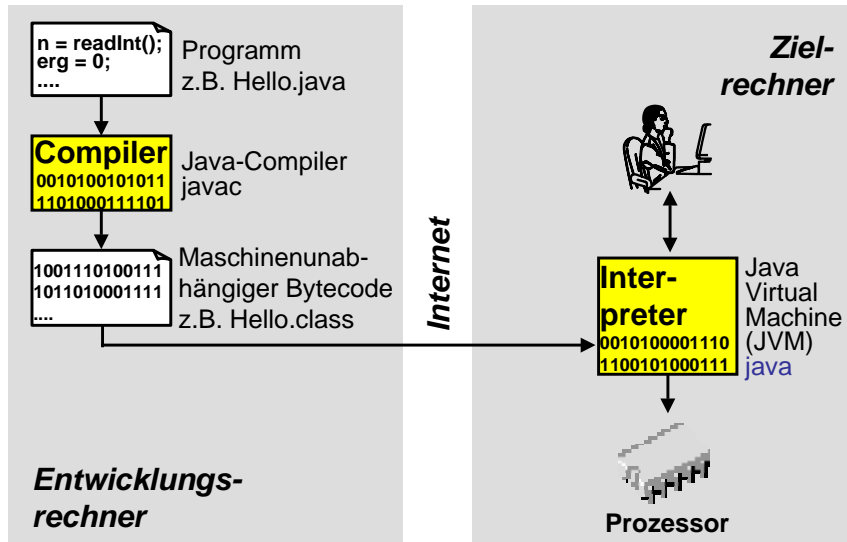 n = readInt();
erg = 0;
....
Programm
z.B. Hello.java
Compiler
0010100101011
1101000111101
Java-Compiler
javac
1001110100111
1011010001111
....
Maschinenunab-
hängiger Bytecode
z.B. Hello.class
Entwicklungs-
rechner
Internet
Ziel-
rechner
Inter-
preter
0010100001110
1100101000111
Java
Virtual
Machine
(JVM)
java
Prozessor